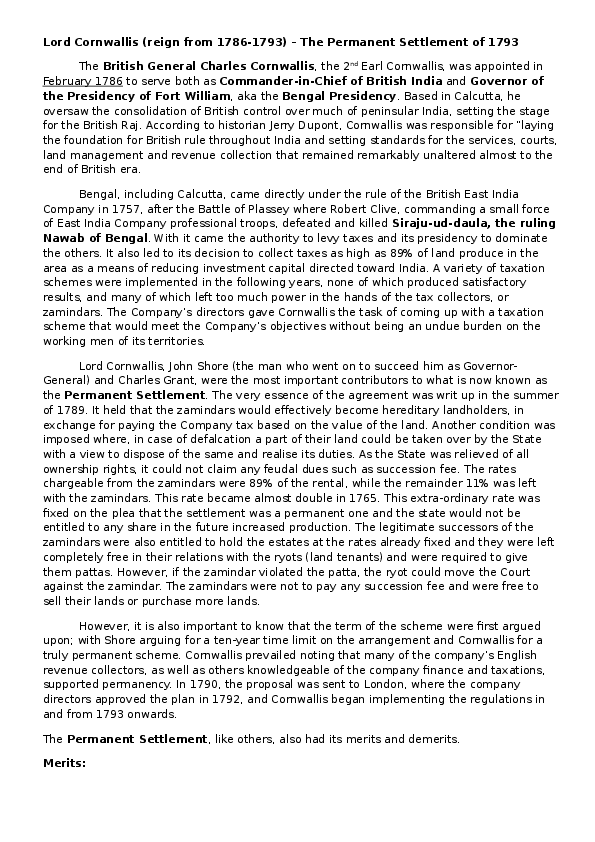 Lord Cornwallis (reign from 1786-1793) – The Permanent Settlement of 1793
The British General Charles Cornwallis, the 2nd Earl Cornwallis, was appointed in
February 1786 to serve both as Commander-in-Chief of British India and Governor of
the Presidency of Fort William, aka the Bengal Presidency. Based in Calcutta, he
oversaw the consolidation of British control over much of peninsular India, setting the stage
for the British Raj. According to historian Jerry Dupont, Cornwallis was responsible for “laying
the foundation for British rule throughout India and setting standards for the services, courts,
land management and revenue collection that remained remarkably unaltered almost to the
end of British era.
Bengal, including Calcutta, came directly under the rule of the British East India
Company in 1757, after the Battle of Plassey where Robert Clive, commanding a small force
of East India Company professional troops, defeated and killed Siraju-ud-daula, the ruling
Nawab of Bengal. With it came the authority to levy taxes and its presidency to dominate
the others. It also led to its decision to collect taxes as high as 89% of land produce in the
area as a means of reducing investment capital directed toward India. A variety of taxation
schemes were implemented in the following years, none of which produced satisfactory
results, and many of which left too much power in the hands of the tax collectors, or
zamindars. The Company’s directors gave Cornwallis the task of coming up with a taxation
scheme that would meet the Company’s objectives without being an undue burden on the
working men of its territories.
Lord Cornwallis, John Shore (the man who went on to succeed him as Governor-
General) and Charles Grant, were the most important contributors to what is now known as
the Permanent Settlement. The very essence of the agreement was writ up in the summer
of 1789. It held that the zamindars would effectively become hereditary landholders, in
exchange for paying the Company tax based on the value of the land. Another condition was
imposed where, in case of defalcation a part of their land could be taken over by the State
with a view to dispose of the same and realise its duties. As the State was relieved of all
ownership rights, it could not claim any feudal dues such as succession fee. The rates
chargeable from the zamindars were 89% of the rental, while the remainder 11% was left
with the zamindars. This rate became almost double in 1765. This extra-ordinary rate was
fixed on the plea that the settlement was a permanent one and the state would not be
entitled to any share in the future increased production. The legitimate successors of the
zamindars were also entitled to hold the estates at the rates already fixed and they were left
completely free in their relations with the ryots (land tenants) and were required to give
them pattas. However, if the zamindar violated the patta, the ryot could move the Court
against the zamindar. The zamindars were not to pay any succession fee and were free to
sell their lands or purchase more lands.
However, it is also important to know that the term of the scheme were first argued
upon; with Shore arguing for a ten-year time limit on the arrangement and Cornwallis for a
truly permanent scheme. Cornwallis prevailed noting that many of the company’s English
revenue collectors, as well as others knowledgeable of the company finance and taxations,
supported permanency. In 1790, the proposal was sent to London, where the company
directors approved the plan in 1792, and Cornwallis began implementing the regulations in
and from 1793 onwards.
The Permanent Settlement, like others, also had its merits and demerits.
Merits: